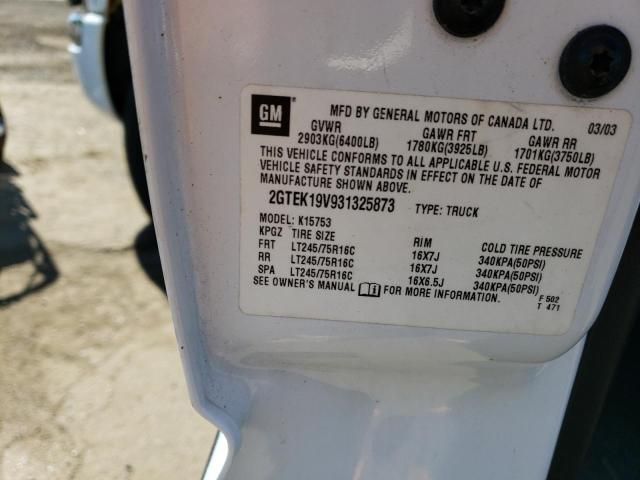 GM
MFD BY GENERAL MOTORS OF CANADA LTD. 03/03
GVWR GAWR FRT GAWR RR
2903KG(6400LB) 1780KG(3925LB) 1701KG(3750LB)
THIS VEHICLE CONFORMS TO ALL APPLICABLE U.S. FEDERAL MOTOR
VEHICLE SAFETY STANDARDS IN EFFECT ON THE DATE OF
MANUFACTURE SHOWN ABOVE.
2GTEK19V931325873 TYPE: TRUCK
MODEL: K15753
KPGZ TIRE SIZE RIM COLD TIRE PRESSURE
FRT LT245/75R16C 16X7J 340KPA(50PSI)
RR LT245/75R16C 16X7J 340KPA(50PSI)
SPA LT245/75R16C 16X6.5J 340KPA(50PSI)
SEE OWNER'S MANUAL FOR MORE INFORMATION.
F 502
T 471